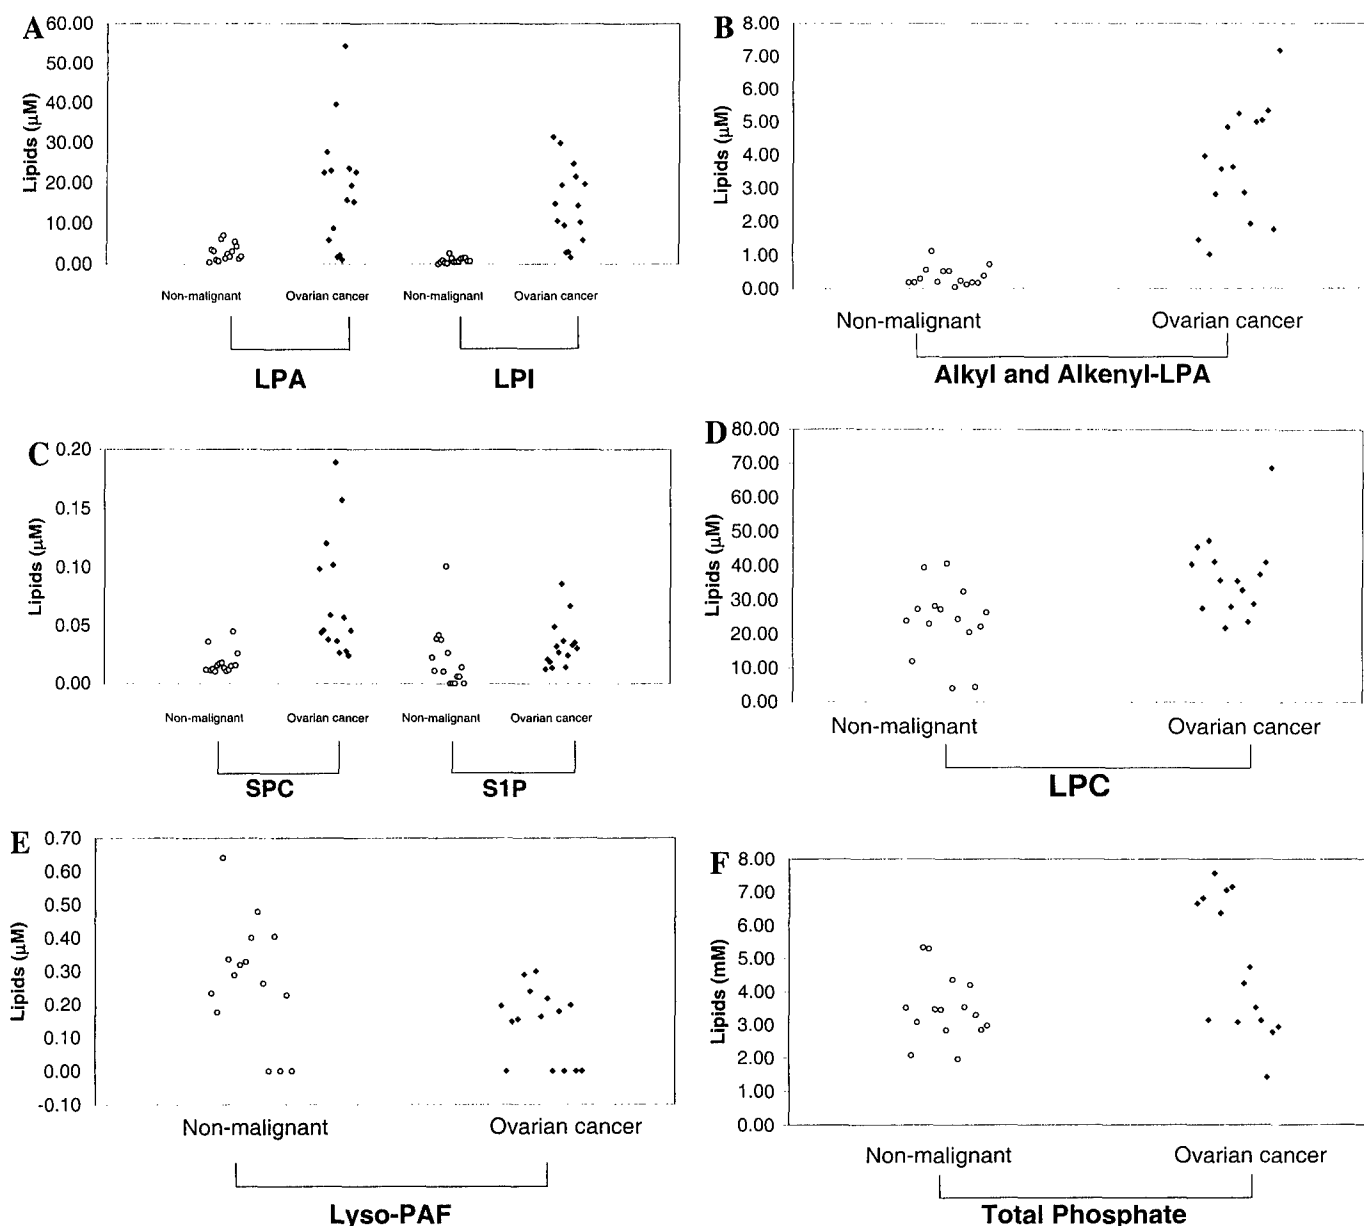 A
60.00
50.00
40.00
30.00
20.00
10.00
0.00
Lipids (μM)
Non-malignant Ovarian cancer Non-malignant Ovarian cancer
LPA LPI
B
8.00
7.00
6.00
5.00
4.00
3.00
2.00
1.00
0.00
Lipids (μM)
Non-malignant Ovarian cancer
Alkyl and Alkenyl-LPA
C
0.20
0.15
0.10
0.05
0.00
Lipids (μM)
Non-malignant Ovarian cancer Non-malignant Ovarian cancer
SPC S1P
D
80.00
70.00
60.00
50.00
40.00
30.00
20.00
10.00
0.00
Lipids (μM)
Non-malignant Ovarian cancer
LPC
E
0.70
0.60
0.50
0.40
0.30
0.20
0.10
0.00
-0.10
Lipids (μM)
Non-malignant Ovarian cancer
Lyso-PAF
F
8.00
7.00
6.00
5.00
4.00
3.00
2.00
1.00
0.00
Lipids (mM)
Non-malignant Ovarian cancer
Total Phosphate